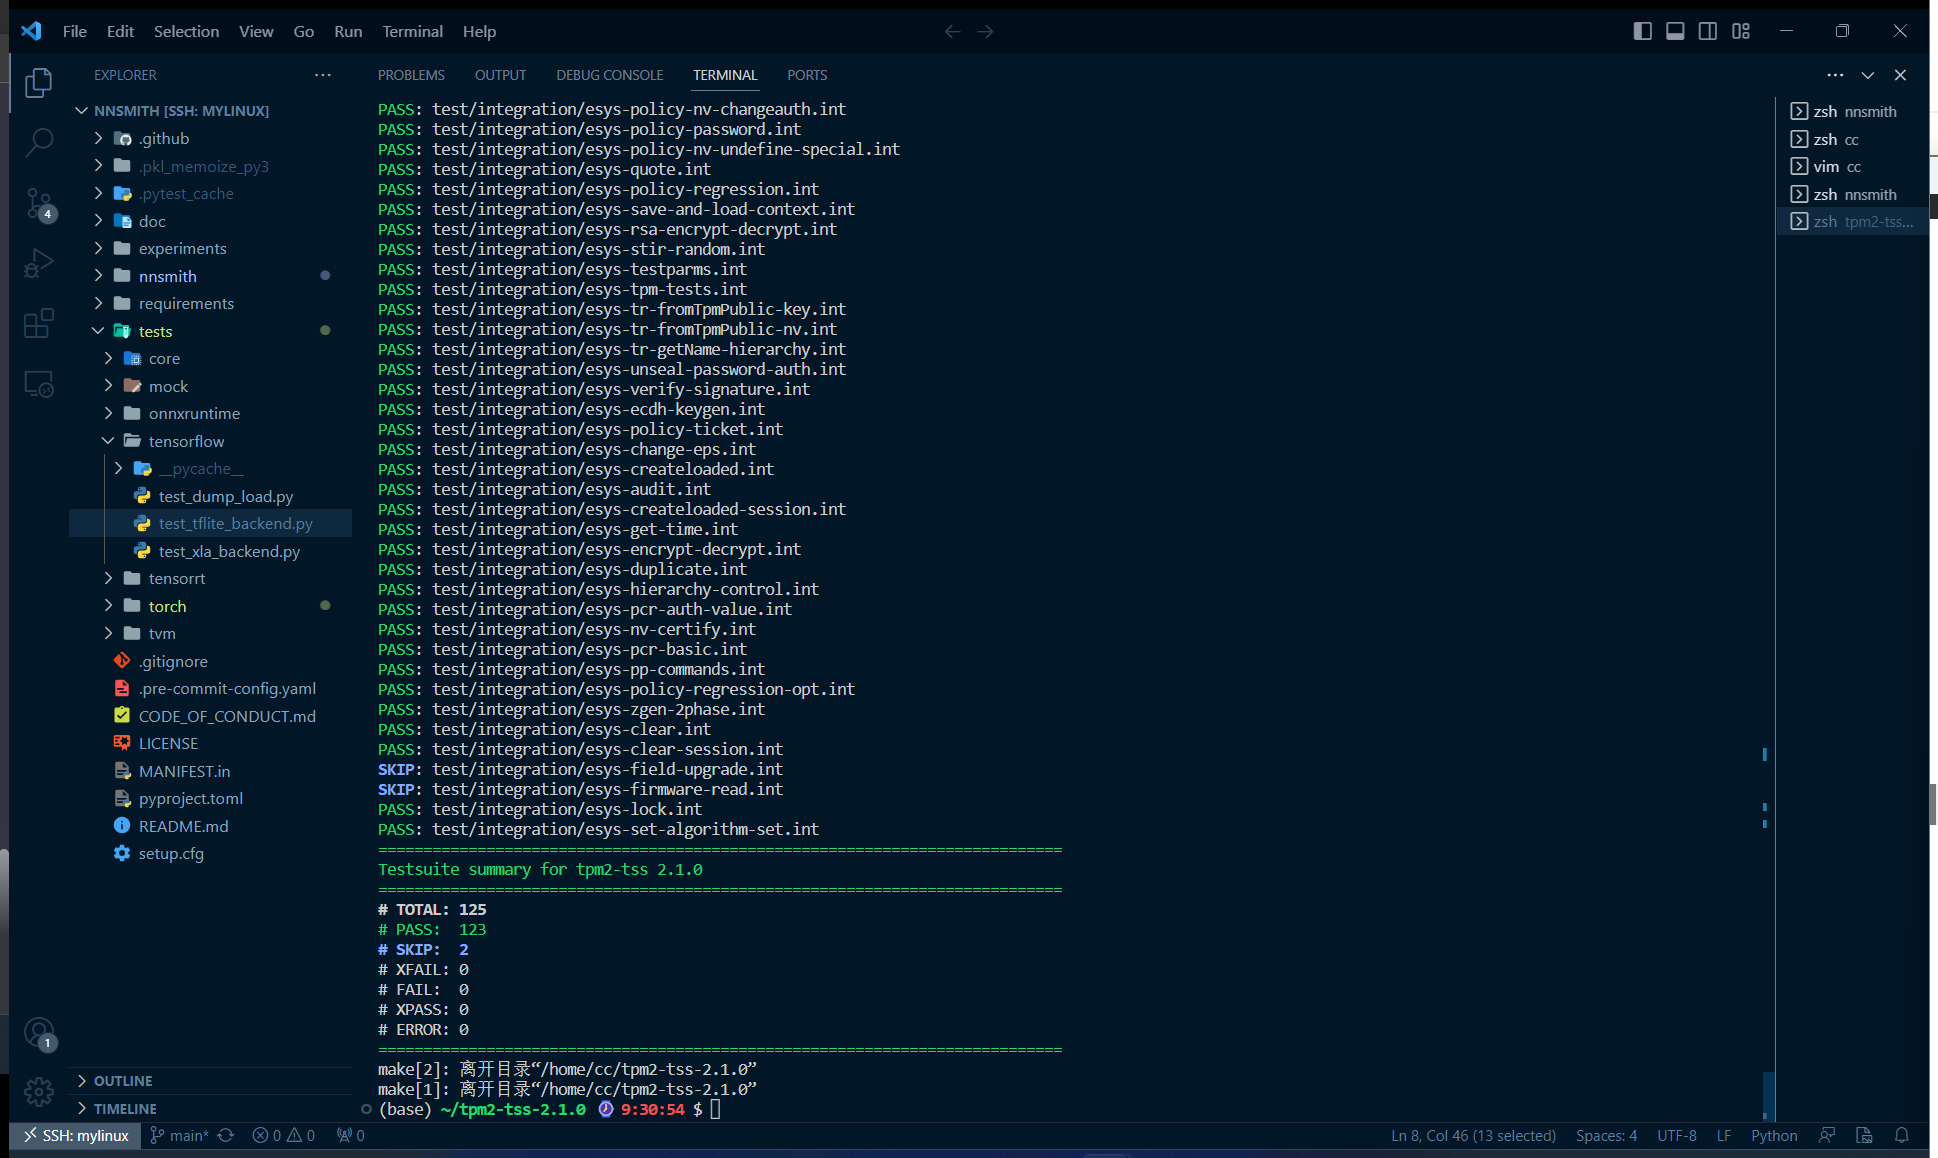 File Edit Selection View Go Run Terminal Help
EXPLORER
NNSMITH [SSH: MYLINUX]
.github
.pkl_memoize_py3
.pytest_cache
doc
experiments
nnsmith
requirements
tests
core
mock
onnxruntime
tensorflow
__pycache__
test_dump_load.py
test_tflite_backend.py
test_xla_backend.py
tensorrt
torch
tvm
.gitignore
.pre-commit-config.yaml
CODE_OF_CONDUCT.md
LICENSE
MANIFEST.in
pyproject.toml
README.md
setup.cfg
OUTLINE
TIMELINE
4
1
PROBLEMS OUTPUT DEBUG CONSOLE TERMINAL PORTS
PASS: test/integration/esys-policy-nv-changeauth.int
PASS: test/integration/esys-policy-password.int
PASS: test/integration/esys-policy-nv-undefine-special.int
PASS: test/integration/esys-quote.int
PASS: test/integration/esys-policy-regression.int
PASS: test/integration/esys-save-and-load-context.int
PASS: test/integration/esys-rsa-encrypt-decrypt.int
PASS: test/integration/esys-stir-random.int
PASS: test/integration/esys-testparms.int
PASS: test/integration/esys-tpm-tests.int
PASS: test/integration/esys-tr-fromTpmPublic-key.int
PASS: test/integration/esys-tr-fromTpmPublic-nv.int
PASS: test/integration/esys-tr-getName-hierarchy.int
PASS: test/integration/esys-unseal-password-auth.int
PASS: test/integration/esys-verify-signature.int
PASS: test/integration/esys-ecdh-keygen.int
PASS: test/integration/esys-policy-ticket.int
PASS: test/integration/esys-change-eps.int
PASS: test/integration/esys-createloaded.int
PASS: test/integration/esys-audit.int
PASS: test/integration/esys-createloaded-session.int
PASS: test/integration/esys-get-time.int
PASS: test/integration/esys-encrypt-decrypt.int
PASS: test/integration/esys-duplicate.int
PASS: test/integration/esys-hierarchy-control.int
PASS: test/integration/esys-pcr-auth-value.int
PASS: test/integration/esys-nv-certify.int
PASS: test/integration/esys-pcr-basic.int
PASS: test/integration/esys-pp-commands.int
PASS: test/integration/esys-policy-regression-opt.int
PASS: test/integration/esys-zgen-2phase.int
PASS: test/integration/esys-clear.int
PASS: test/integration/esys-clear-session.int
SKIP: test/integration/esys-field-upgrade.int
SKIP: test/integration/esys-firmware-read.int
PASS: test/integration/esys-lock.int
PASS: test/integration/esys-set-algorithm-set.int
============================================================================
Testsuite summary for tpm2-tss 2.1.0
============================================================================
# TOTAL: 125
# PASS: 123
# SKIP: 2
# XFAIL: 0
# FAIL: 0
# XPASS: 0
# ERROR: 0
============================================================================
make[2]: 离开目录“/home/cc/tpm2-tss-2.1.0”
make[1]: 离开目录“/home/cc/tpm2-tss-2.1.0”
(base) ~/tpm2-tss-2.1.0 9:30:54 $
zsh nnsmith
zsh cc
vim cc
zsh nnsmith
zsh tpm2-tss...
SSH: mylinux main* 0 0 0 Ln 8, Col 46 (13 selected) Spaces: 4 UTF-8 LF Python